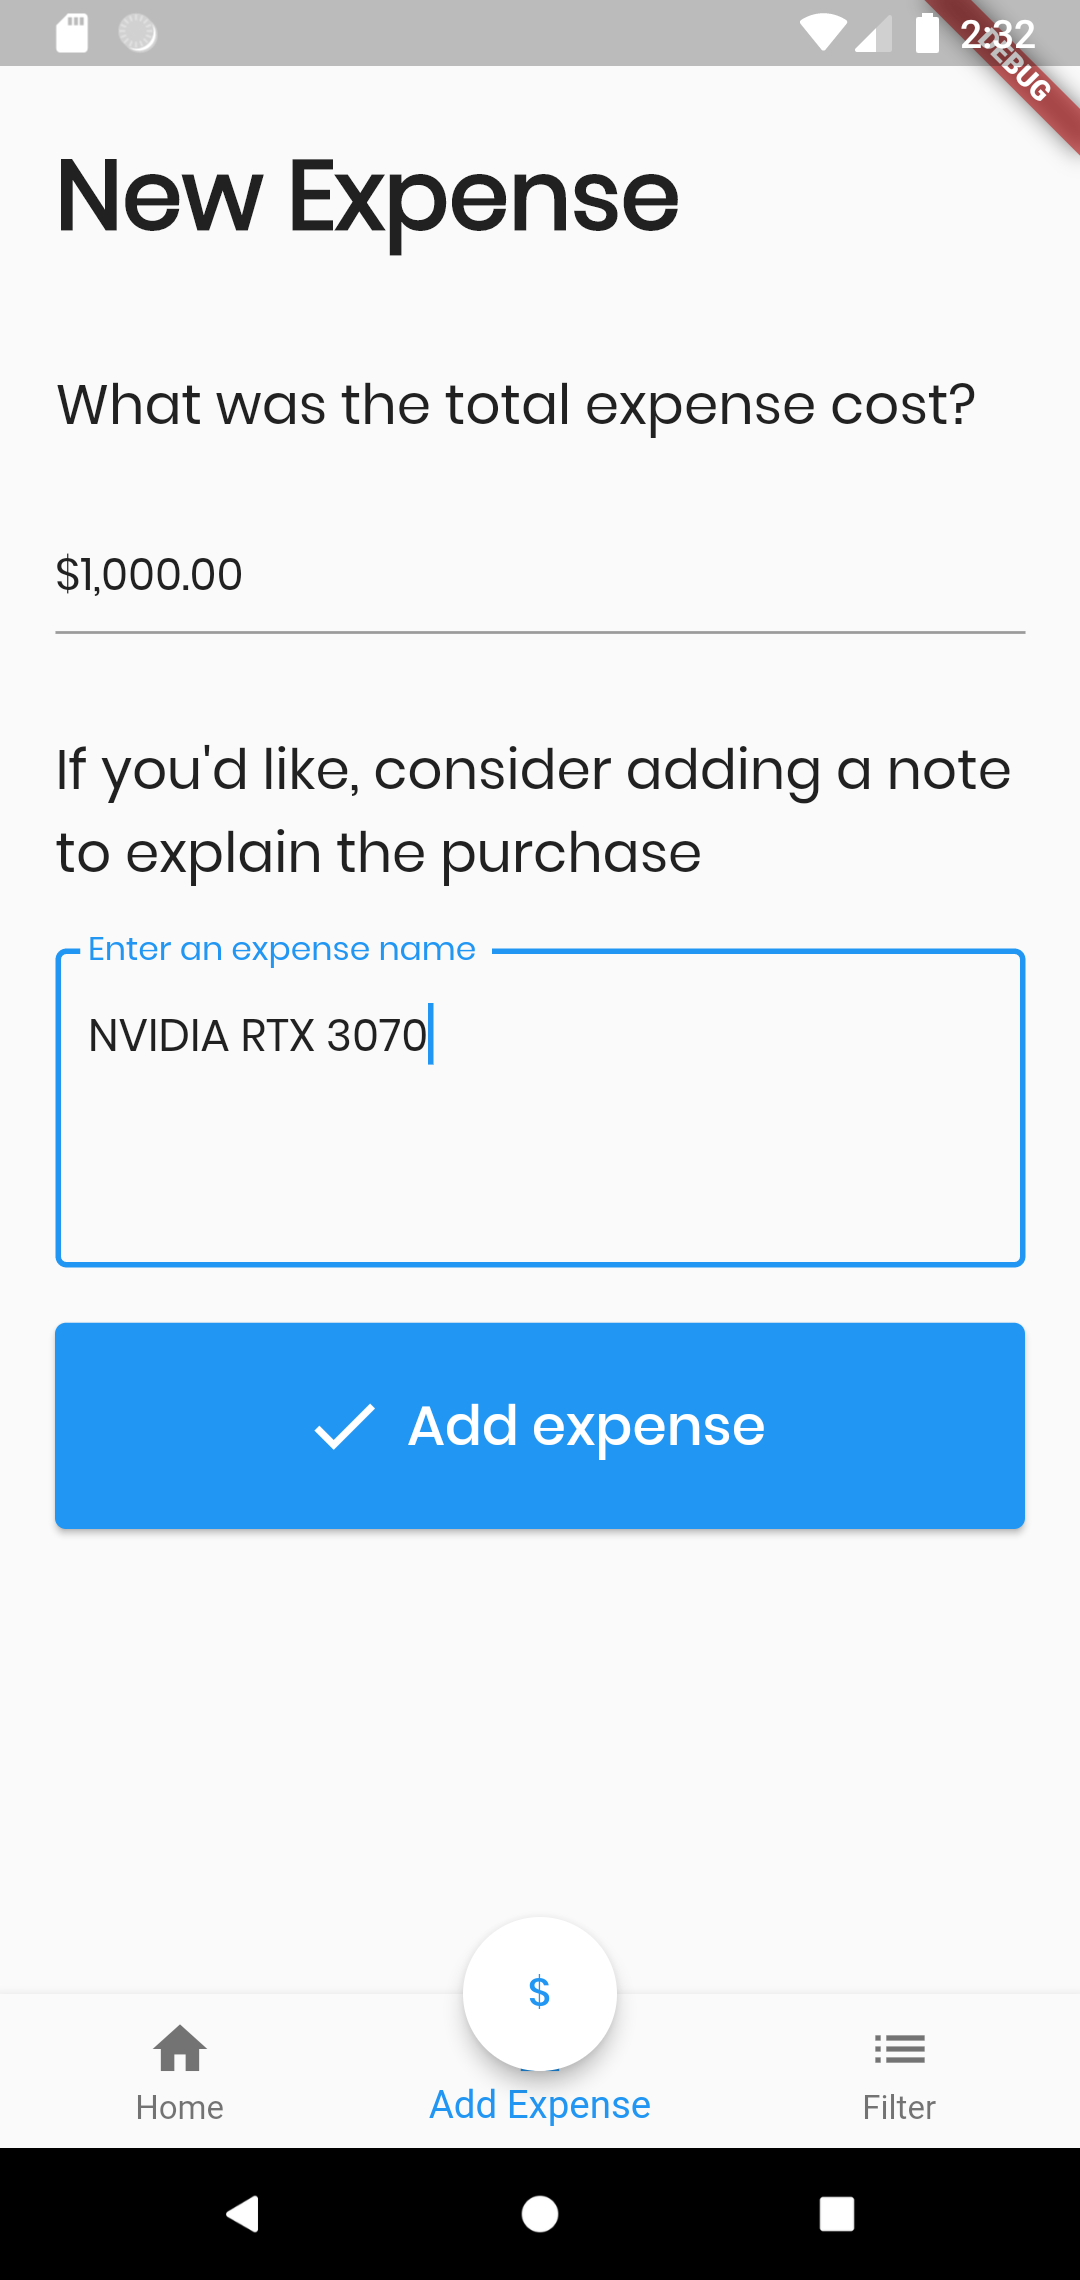 2:32
DEBUG
New Expense
What was the total expense cost?
$1,000.00
If you'd like, consider adding a note
to explain the purchase
Enter an expense name
NVIDIA RTX 3070
Add expense
$
Home
Add Expense
Filter